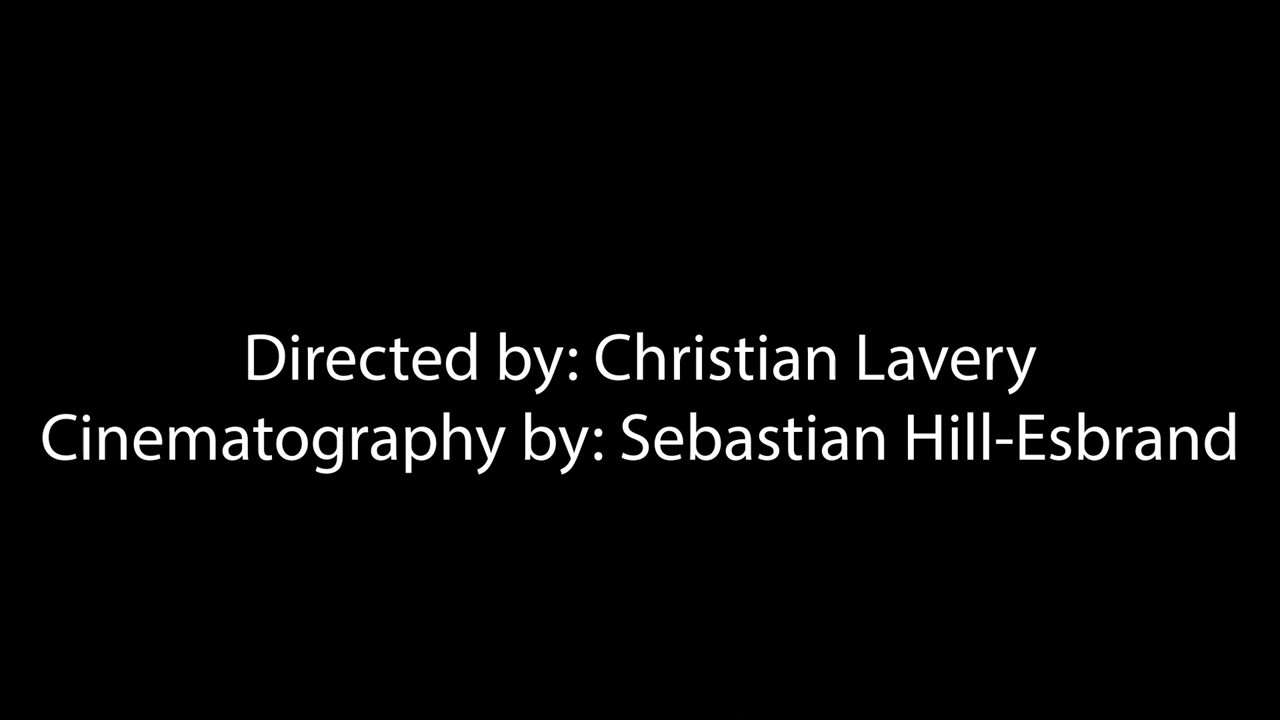 Directed by: Christian Lavery
Cinematography by: Sebastian Hill-Esbrand